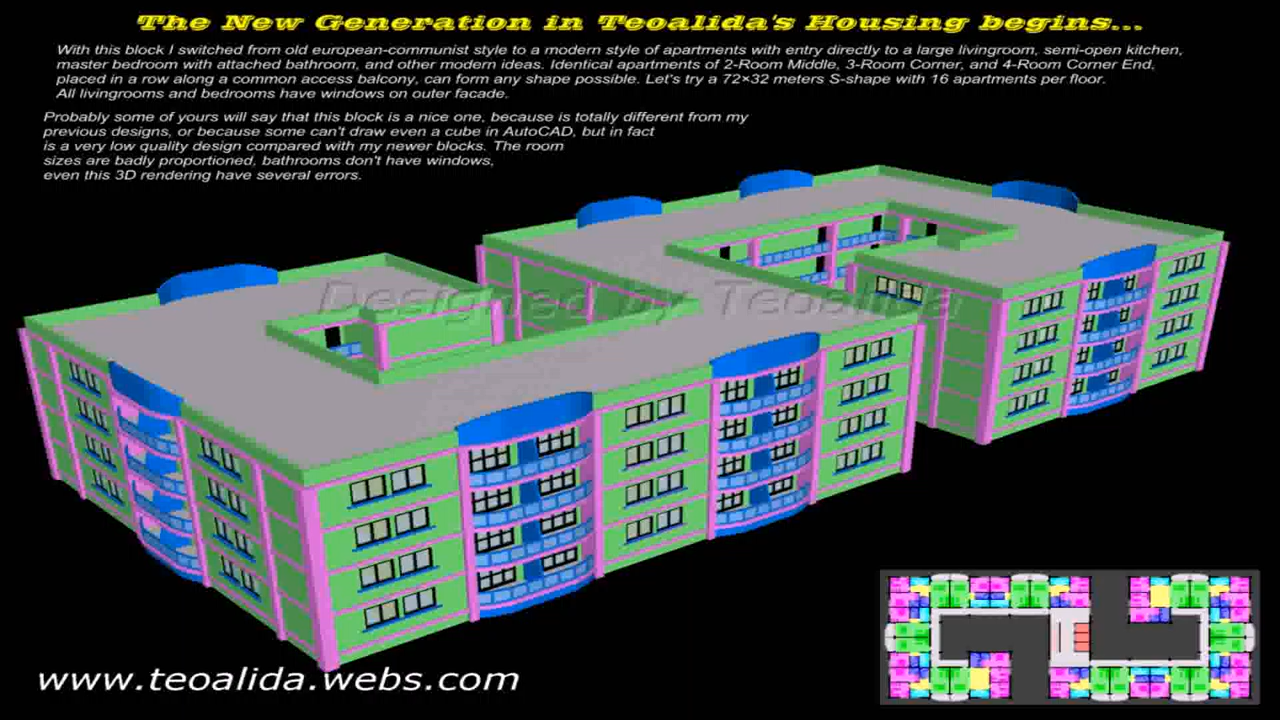 The New Generation in Teoalida's Housing begins...
With this block I switched from old european-communist style to a modern style of apartments with entry directly to a large livingroom, semi-open kitchen,
master bedroom with attached bathroom, and other modern ideas. Identical apartments of 2-Room Middle, 3-Room Corner, and 4-Room Corner End,
placed in a row along a common access balcony, can form any shape possible. Let's try a 72×32 meters S-shape with 16 apartments per floor.
All livingrooms and bedrooms have windows on outer facade.
Probably some of yours will say that this block is a nice one, because is totally different from my
previous designs, or because some can't draw even a cube in AutoCAD, but in fact
is a very low quality design compared with my newer blocks. The room
sizes are badly proportioned, bathrooms don't have windows,
even this 3D rendering have several errors.
Designed by Teoalida
www.teoalida.webs.com